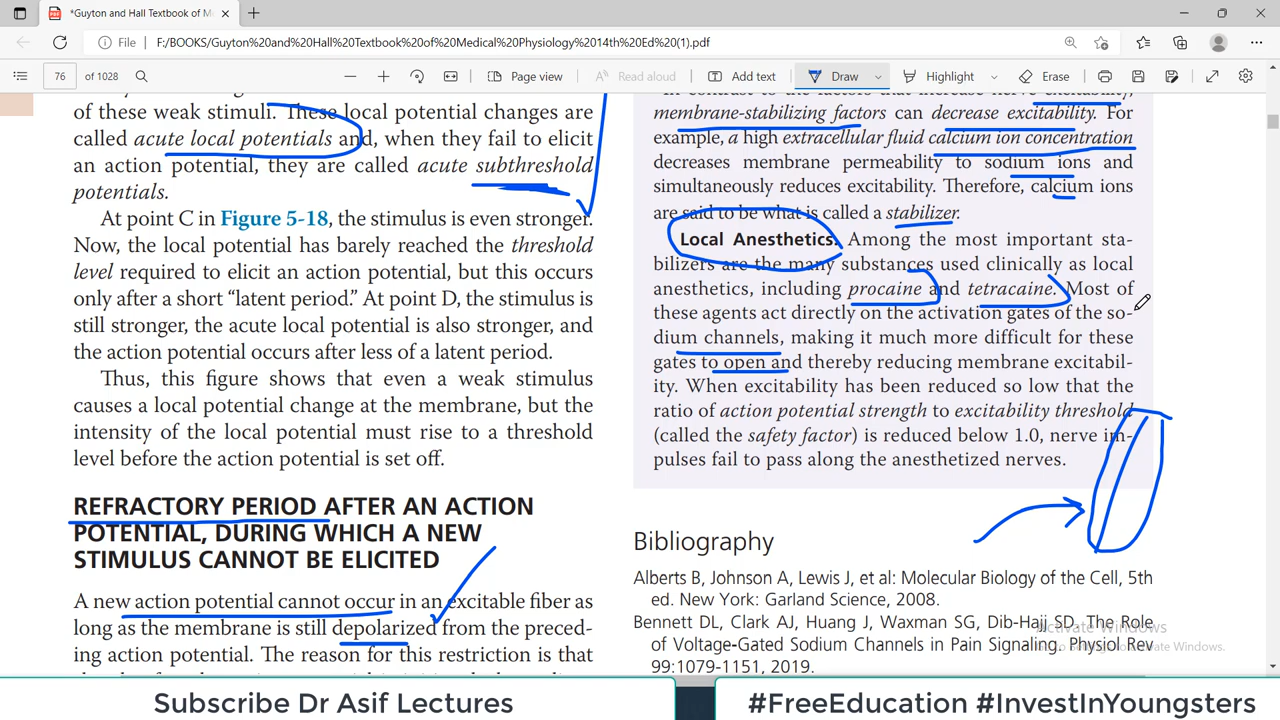 *Guyton and Hall Textbook of M
File
F:/BOOKS/Guyton%20and%20Hall%20Textbook%20of%20Medical%20Physiology%2014th%20Ed%20(1).pdf
76 of 1028
Page view
Read aloud
Add text
Draw
Highlight
Erase
of these weak stimuli. These local potential changes are
called acute local potentials and, when they fail to elicit
an action potential, they are called acute subthreshold
potentials.
At point C in Figure 5-18, the stimulus is even stronger.
Now, the local potential has barely reached the threshold
level required to elicit an action potential, but this occurs
only after a short “latent period.” At point D, the stimulus is
still stronger, the acute local potential is also stronger, and
the action potential occurs after less of a latent period.
Thus, this figure shows that even a weak stimulus
causes a local potential change at the membrane, but the
intensity of the local potential must rise to a threshold
level before the action potential is set off.
REFRACTORY PERIOD AFTER AN ACTION
POTENTIAL, DURING WHICH A NEW
STIMULUS CANNOT BE ELICITED
A new action potential cannot occur in an excitable fiber as
long as the membrane is still depolarized from the preced-
ing action potential. The reason for this restriction is that
In contrast to the factors that increase nerve excitability,
membrane-stabilizing factors can decrease excitability. For
example, a high extracellular fluid calcium ion concentration
decreases membrane permeability to sodium ions and
simultaneously reduces excitability. Therefore, calcium ions
are said to be what is called a stabilizer.
Local Anesthetics. Among the most important sta-
bilizers are the many substances used clinically as local
anesthetics, including procaine and tetracaine. Most of
these agents act directly on the activation gates of the so-
dium channels, making it much more difficult for these
gates to open and thereby reducing membrane excitabil-
ity. When excitability has been reduced so low that the
ratio of action potential strength to excitability threshold
(called the safety factor) is reduced below 1.0, nerve im-
pulses fail to pass along the anesthetized nerves.
Bibliography
Alberts B, Johnson A, Lewis J, et al: Molecular Biology of the Cell, 5th
ed. New York: Garland Science, 2008.
Bennett DL, Clark AJ, Huang J, Waxman SG, Dib-Hajj SD. The Role
of Voltage-Gated Sodium Channels in Pain Signaling. Physiol Rev
99:1079-1151, 2019.
Activate Windows
Subscribe Dr Asif Lectures
#FreeEducation #InvestInYoungsters